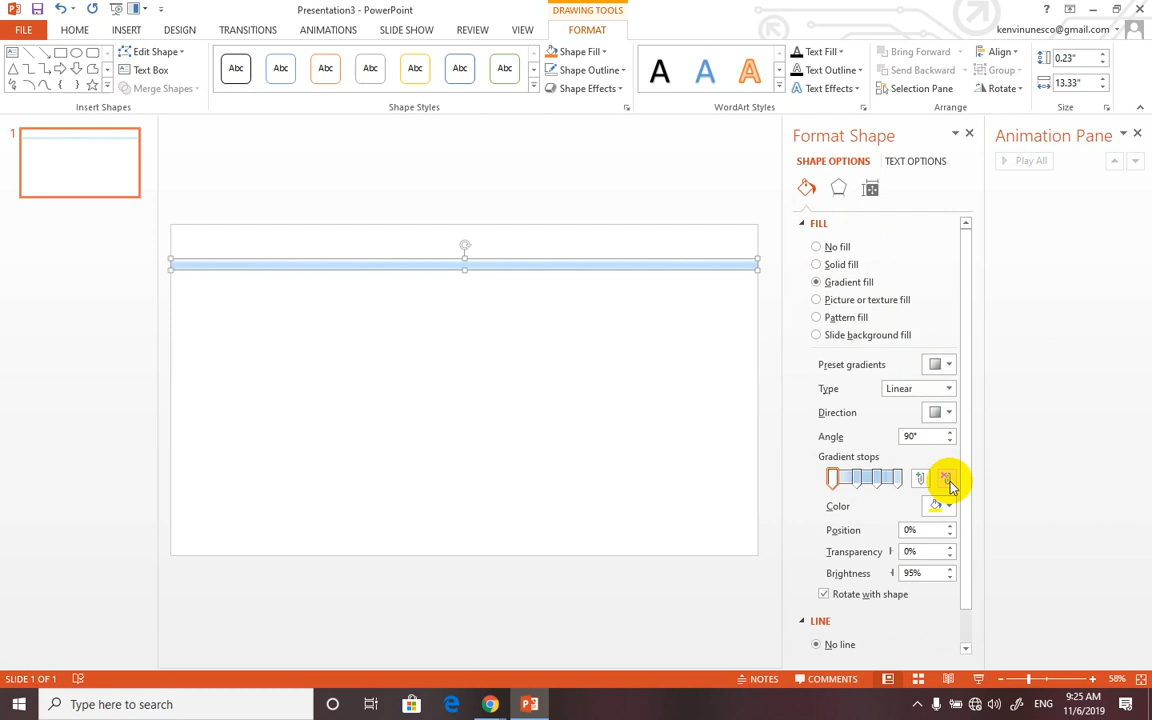 Presentation3 - PowerPoint
DRAWING TOOLS
?
FILE
HOME
INSERT
DESIGN
TRANSITIONS
ANIMATIONS
SLIDE SHOW
REVIEW
VIEW
FORMAT
kenvinunesco@gmail.com
Edit Shape
Text Box
Merge Shapes
Insert Shapes
Abc
Abc
Abc
Abc
Abc
Abc
Abc
Shape Fill
Shape Outline
Shape Effects
Shape Styles
A
A
A
Text Fill
Text Outline
Text Effects
WordArt Styles
Bring Forward
Send Backward
Selection Pane
Align
Group
Rotate
Arrange
0.23"
13.33"
Size
1
Format Shape
SHAPE OPTIONS
TEXT OPTIONS
FILL
No fill
Solid fill
Gradient fill
Picture or texture fill
Pattern fill
Slide background fill
Preset gradients
Type
Linear
Direction
Angle
90°
Gradient stops
Color
Position
0%
Transparency
0%
Brightness
95%
Rotate with shape
LINE
No line
Animation Pane
Play All
SLIDE 1 OF 1
NOTES
COMMENTS
58%
Type here to search
ENG
9:25 AM
11/6/2019